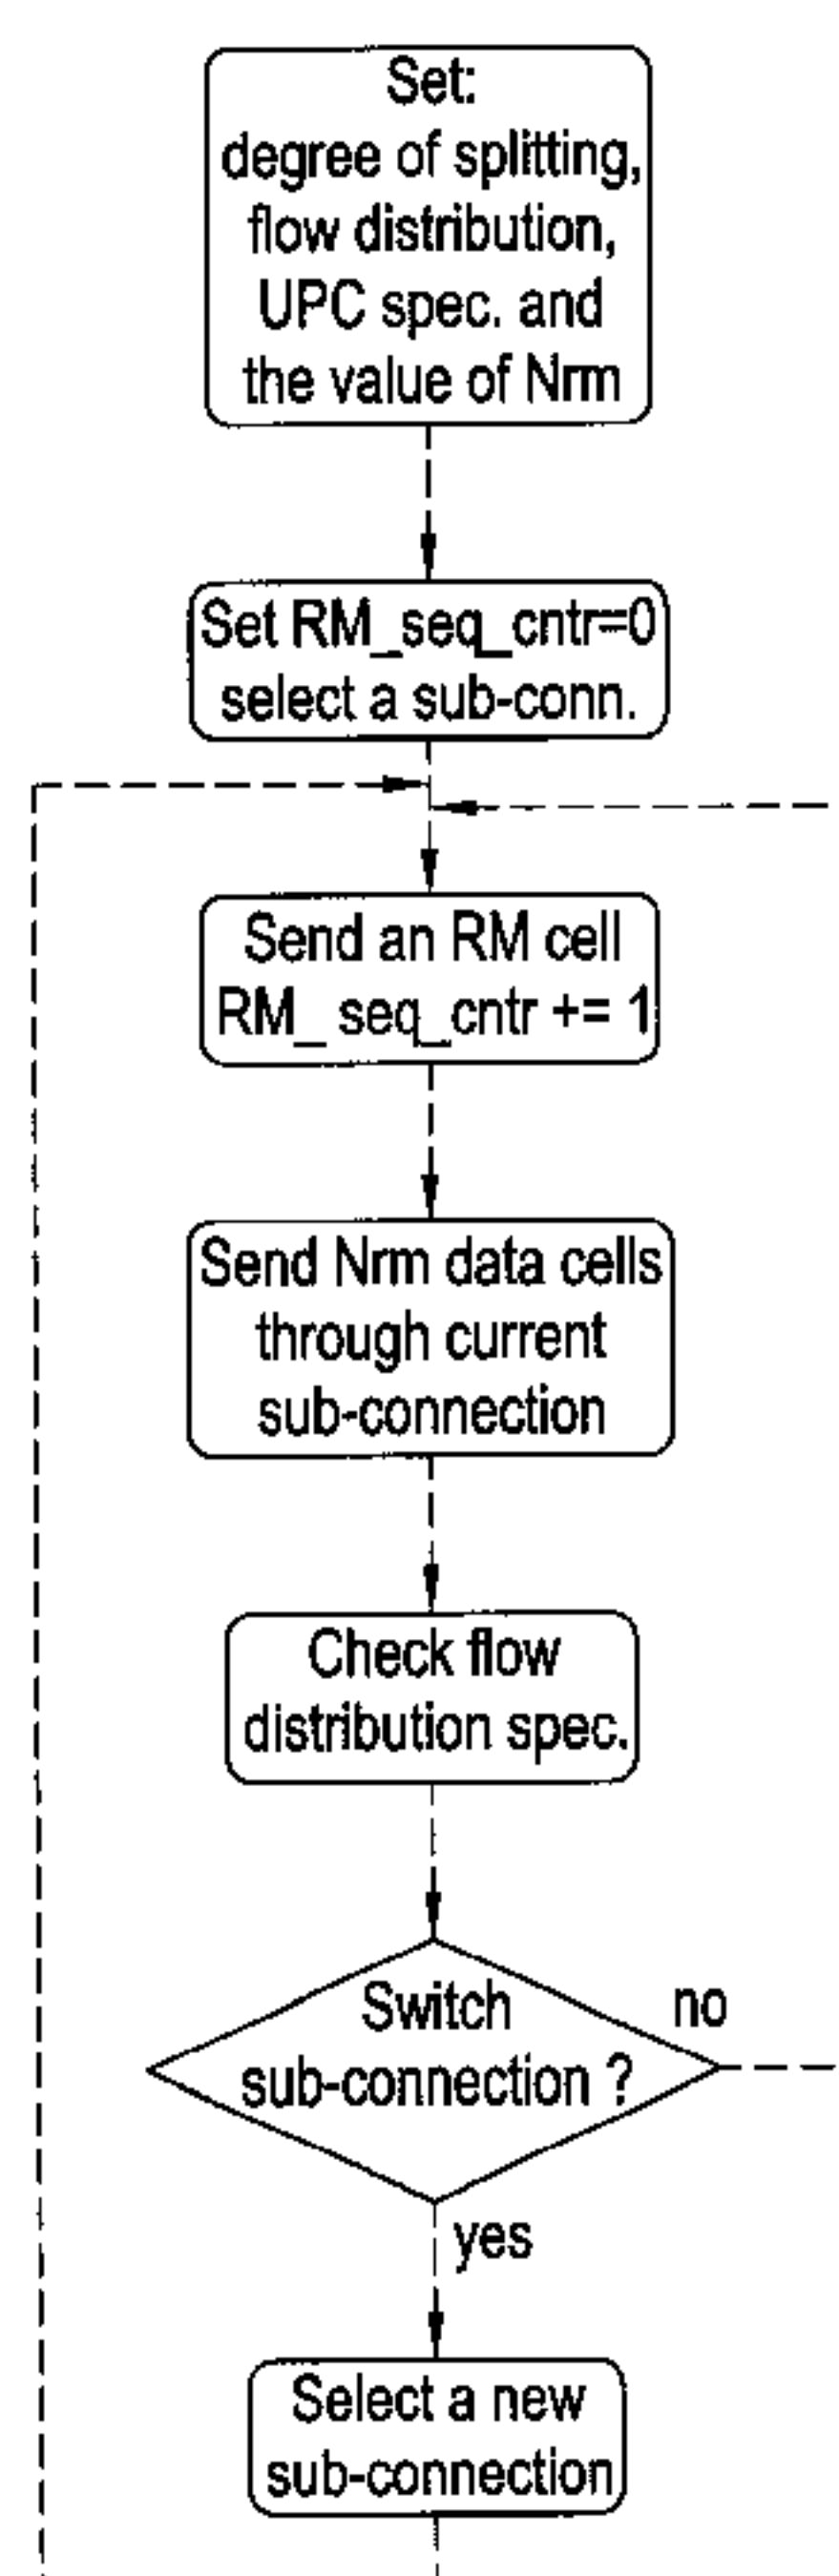 Set:
degree of splitting,
flow distribution,
UPC spec. and
the value of Nrm
Set RM_seq_cntr=0
select a sub-conn.
Send an RM cell
RM_ seq_cntr += 1
Send Nrm data cells
through current
sub-connection
Check flow
distribution spec.
Switch
sub-connection ?
no
yes
Select a new
sub-connection